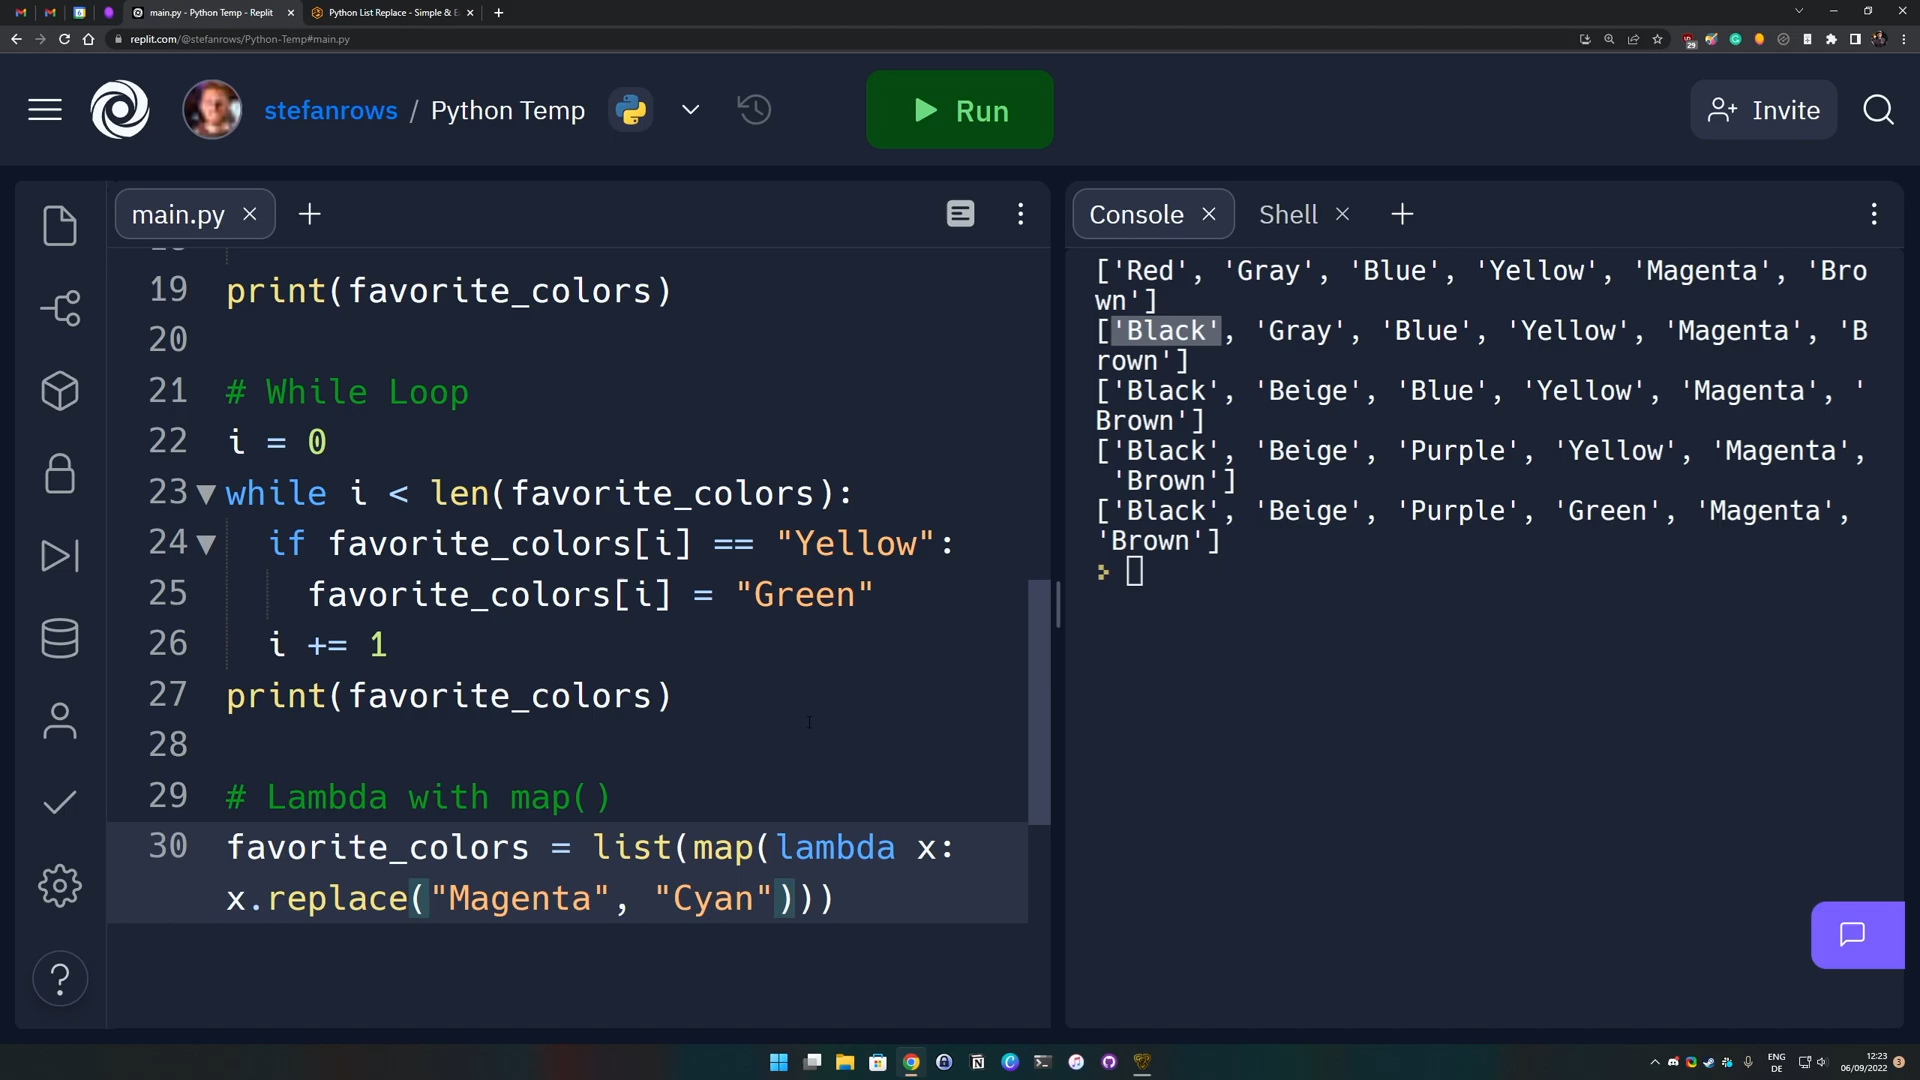 main.py - Python Temp - Replit
Python List Replace - Simple & E
replit.com/@stefanrows/Python-Temp#main.py
29
stefanrows / Python Temp
Run
Invite
main.py
Console
Shell
19 print(favorite_colors)
20
21 # While Loop
22 i = 0
23 while i < len(favorite_colors):
24 if favorite_colors[i] == "Yellow":
25 favorite_colors[i] = "Green"
26 i += 1
27 print(favorite_colors)
28
29 # Lambda with map()
30 favorite_colors = list(map(lambda x:
x.replace("Magenta", "Cyan")))
['Red', 'Gray', 'Blue', 'Yellow', 'Magenta', 'Bro
wn']
['Black', 'Gray', 'Blue', 'Yellow', 'Magenta', 'B
rown']
['Black', 'Beige', 'Blue', 'Yellow', 'Magenta', '
Brown']
['Black', 'Beige', 'Purple', 'Yellow', 'Magenta',
'Brown']
['Black', 'Beige', 'Purple', 'Green', 'Magenta',
'Brown']
ENG
DE
12:23
06/09/2022
3